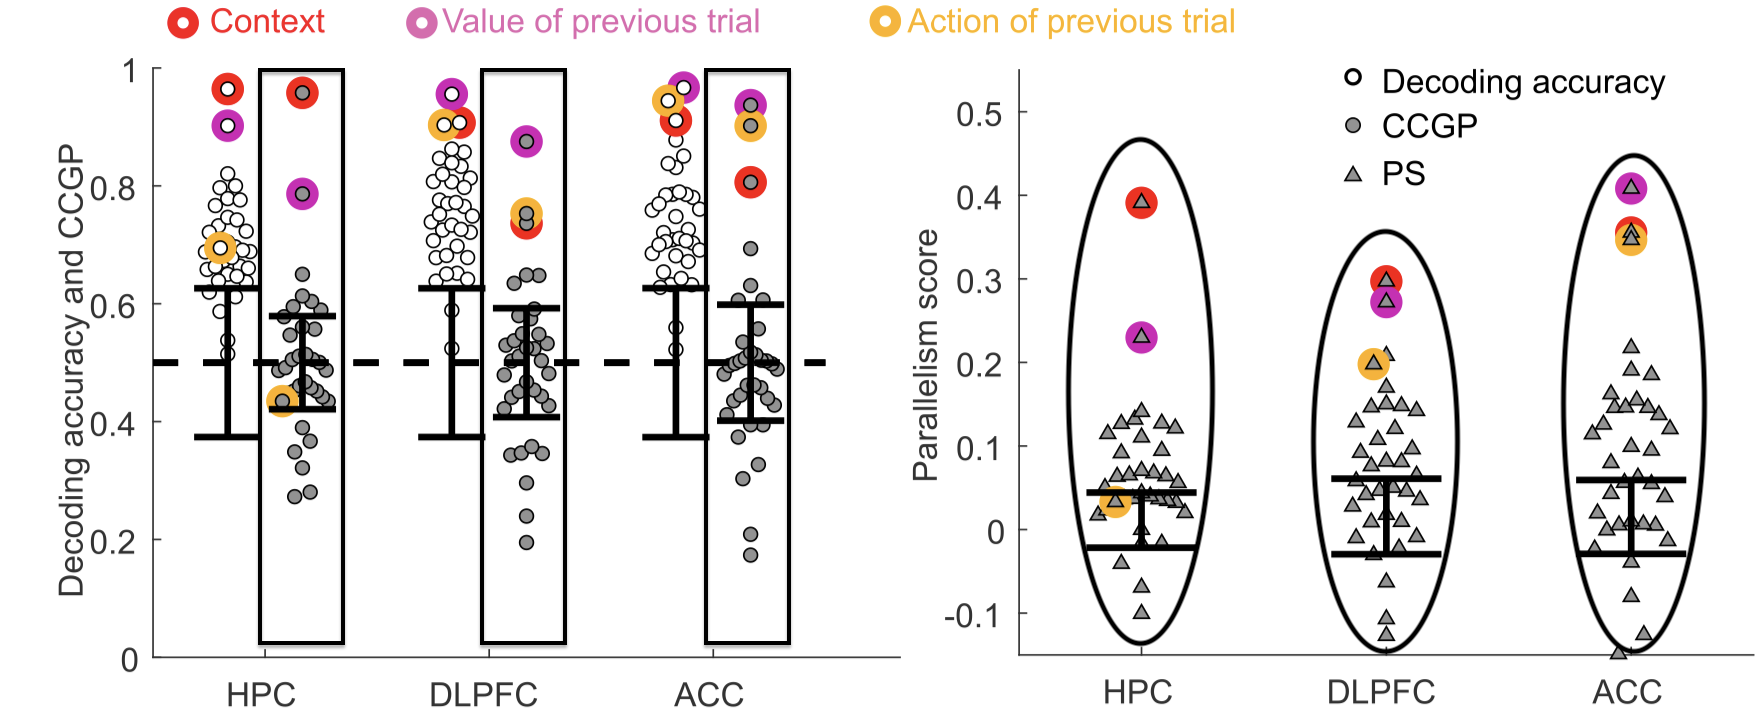 Context
Value of previous trial
Action of previous trial
Decoding accuracy and CCGP
1
0.8
0.6
0.4
0.2
0
HPC
DLPFC
ACC
Decoding accuracy
CCGP
PS
Parallelism score
0.5
0.4
0.3
0.2
0.1
0
-0.1
HPC
DLPFC
ACC